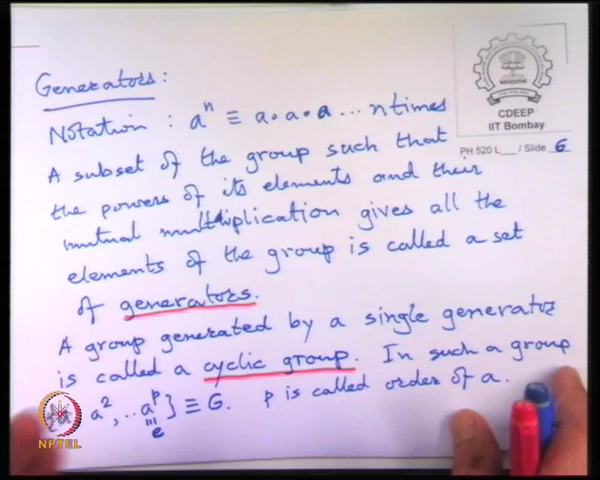 Generators:
Notation : aⁿ ≡ a·a·a ... n times
A subset of the group such that
the powers of its elements and their
mutual multiplication gives all the
elements of the group is called a set
of generators.
A group generated by a single generator
is called a cyclic group. In such a group
a², .. aᵖ} ≡ G. p is called order of a.
≡
e
CDEEP
IIT Bombay
PH 520 L___ / Slide 6
NPTEL